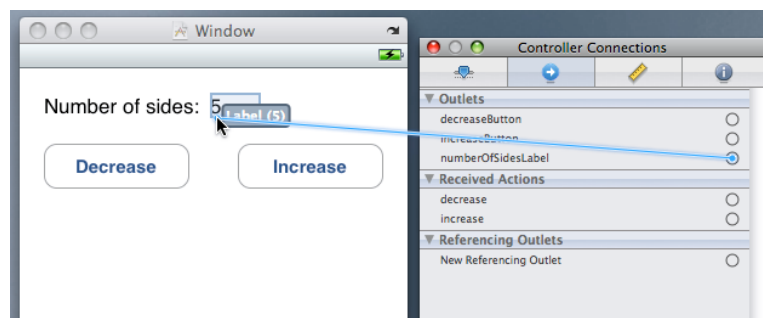 Window
Number of sides: 5
Label (5)
Decrease
Increase
Controller Connections
Outlets
decreaseButton
increaseButton
numberOfSidesLabel
Received Actions
decrease
increase
Referencing Outlets
New Referencing Outlet